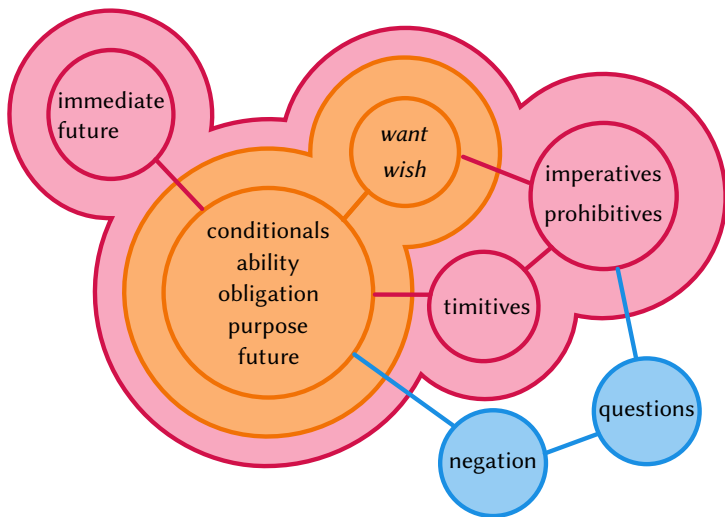 immediate
future
want
wish
imperatives
prohibitives
conditionals
ability
obligation
purpose
future
timitives
questions
negation